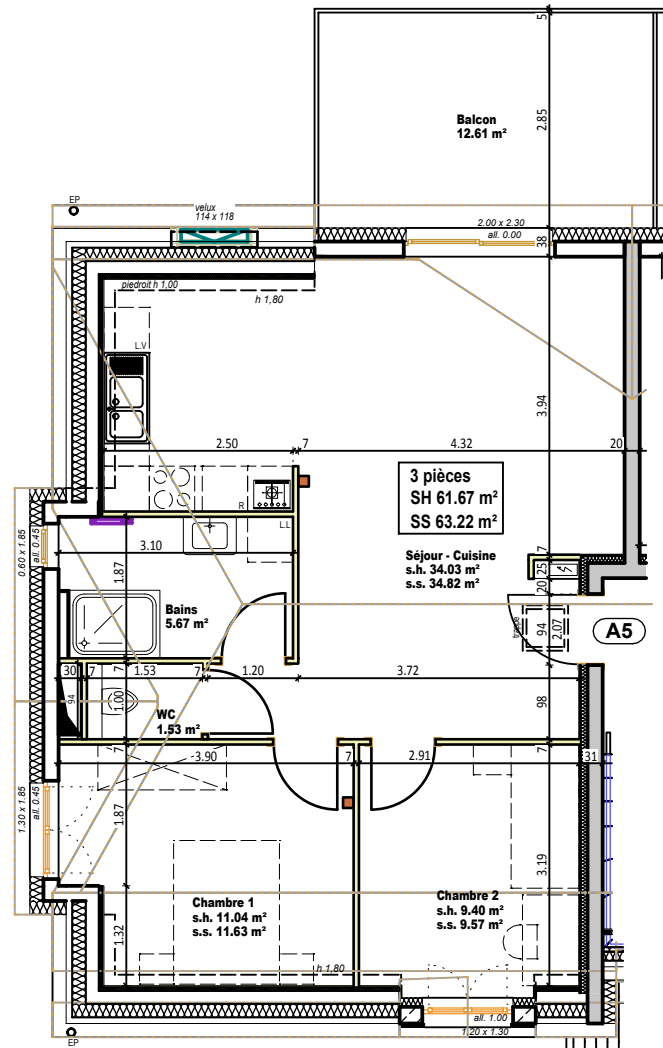 5
Balcon
12.61 m²
2.85
EP
velux
114 x 118
2.00 x 2.30
all. 0.00
38
piedroit h 1,00
h 1,80
L.V
3.94
2.50
7
4.32
20
3 pièces
SH 61.67 m²
SS 63.22 m²
R
L.L
3.10
Séjour - Cuisine
s.h. 34.03 m²
s.s. 34.82 m²
7
25
20
0.60 x 1.85
all. 0.45
1.87
Bains
5.67 m²
trappe
94
2.07
A5
30
7
1.53
7
1.20
3.72
7
94
1.00
WC
1.53 m²
98
7
3.90
7
2.91
7
31
1.30 x 1.85
all. 0.45
1.87
3.19
Chambre 1
s.h. 11.04 m²
s.s. 11.63 m²
Chambre 2
s.h. 9.40 m²
s.s. 9.57 m²
1.32
h 1,80
all. 1.00
1,20 x 1.30
EP